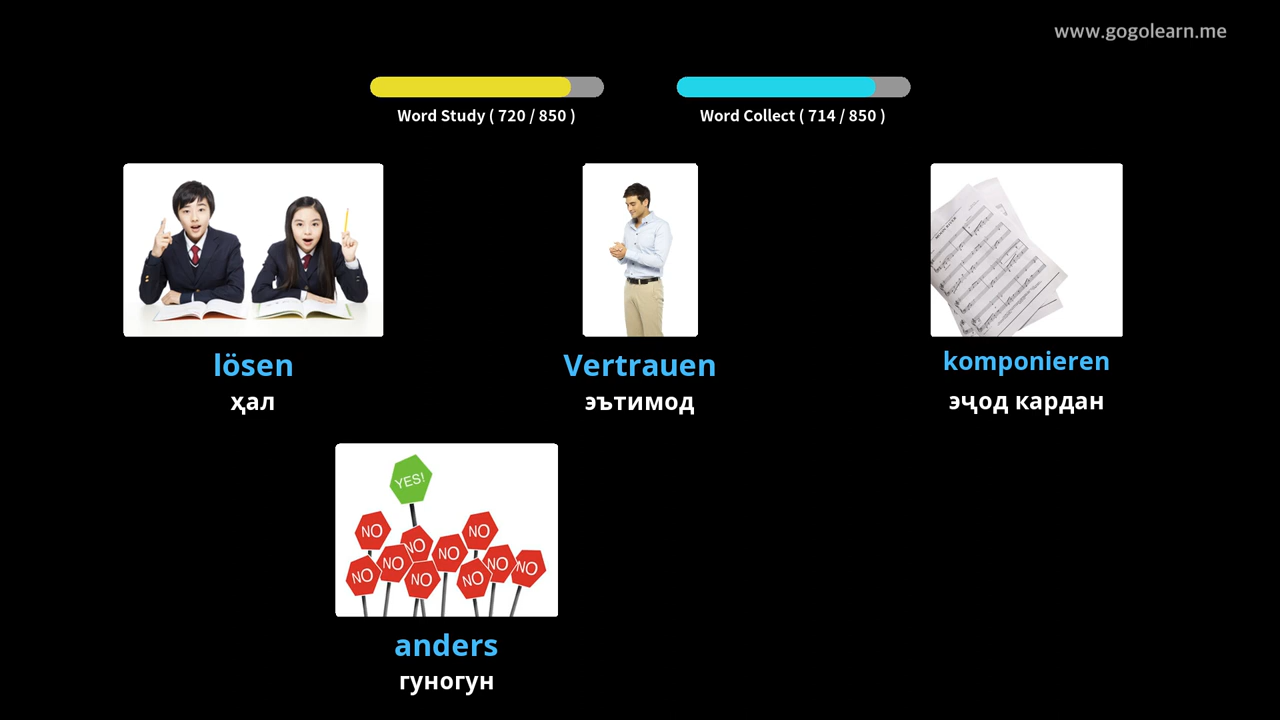 www.gogolearn.me
Word Study ( 720 / 850 )
Word Collect ( 714 / 850 )
lösen
ҳал
Vertrauen
эътимод
komponieren
эҷод кардан
YES!
NO
NO
NO
NO
NO
NO
NO
NO
NO
NO
anders
гуногун